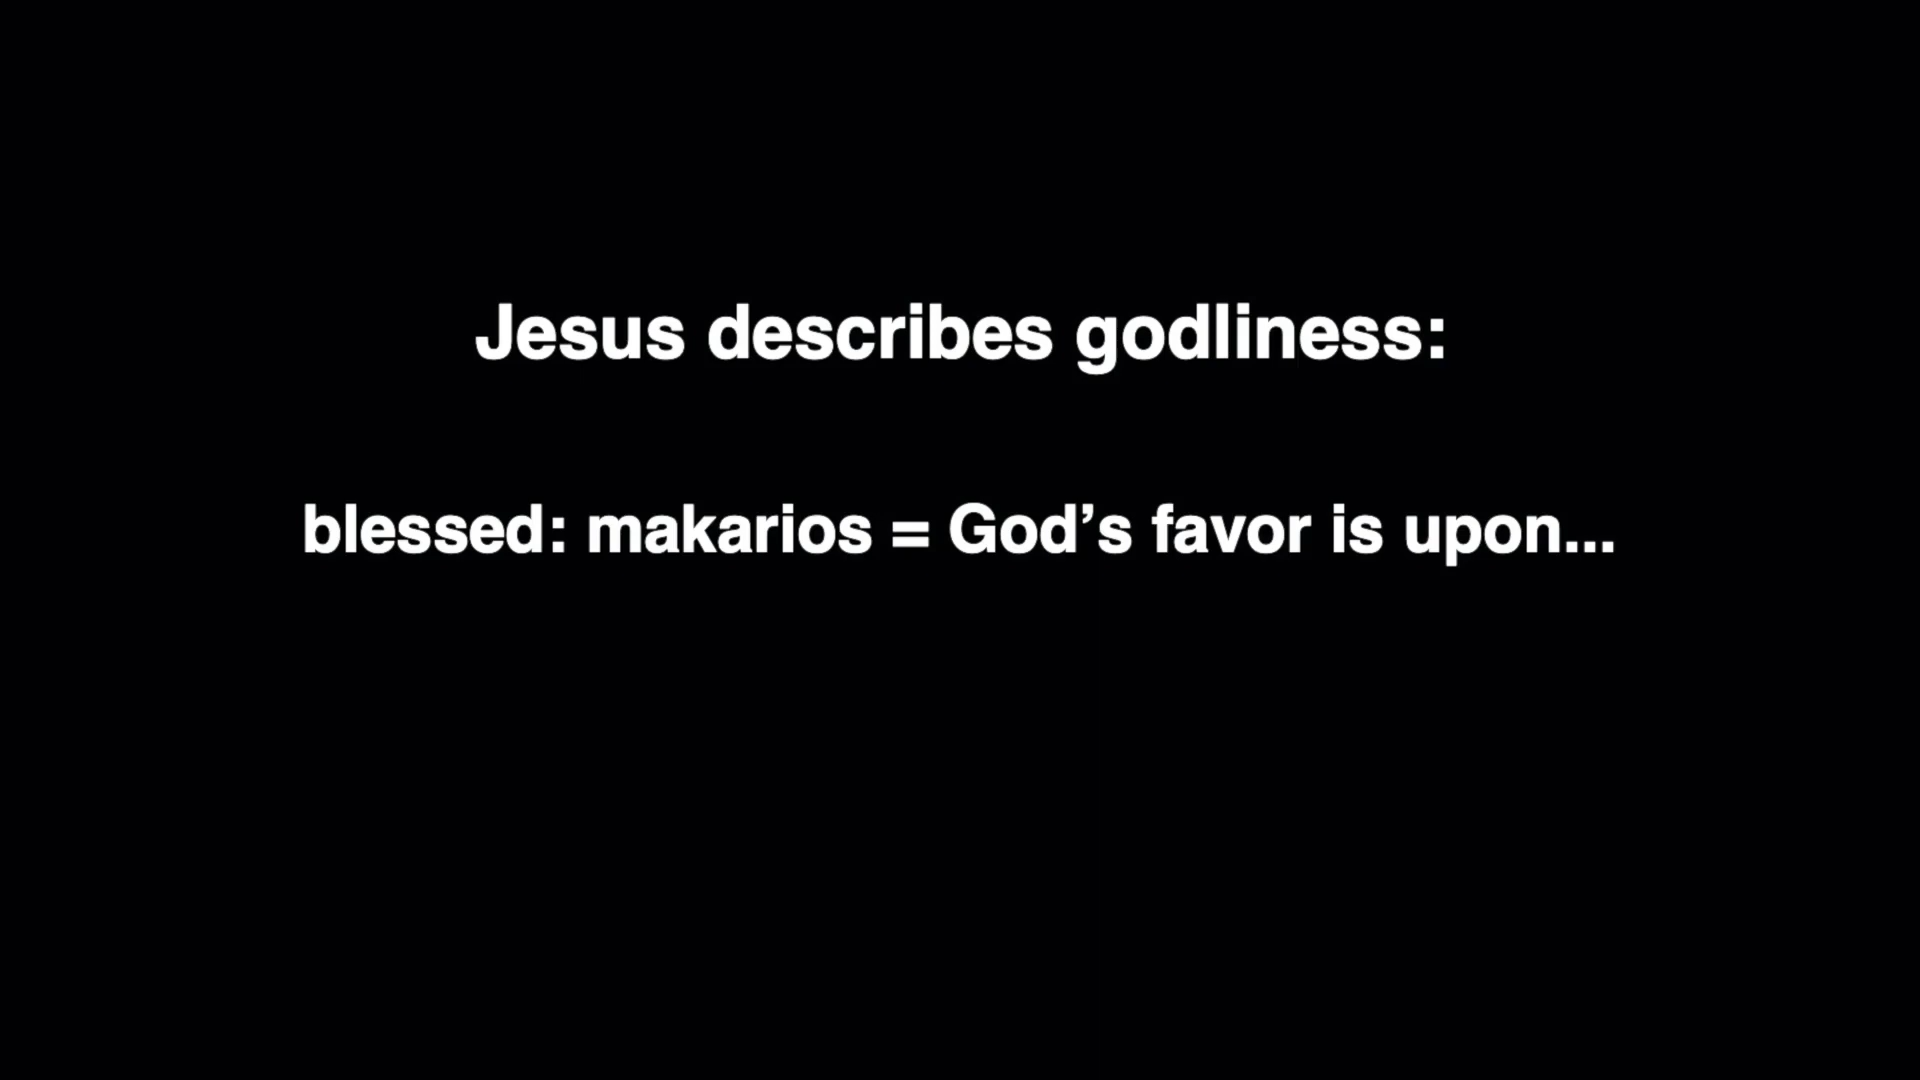 Jesus describes godliness:
blessed: makarios = God’s favor is upon...